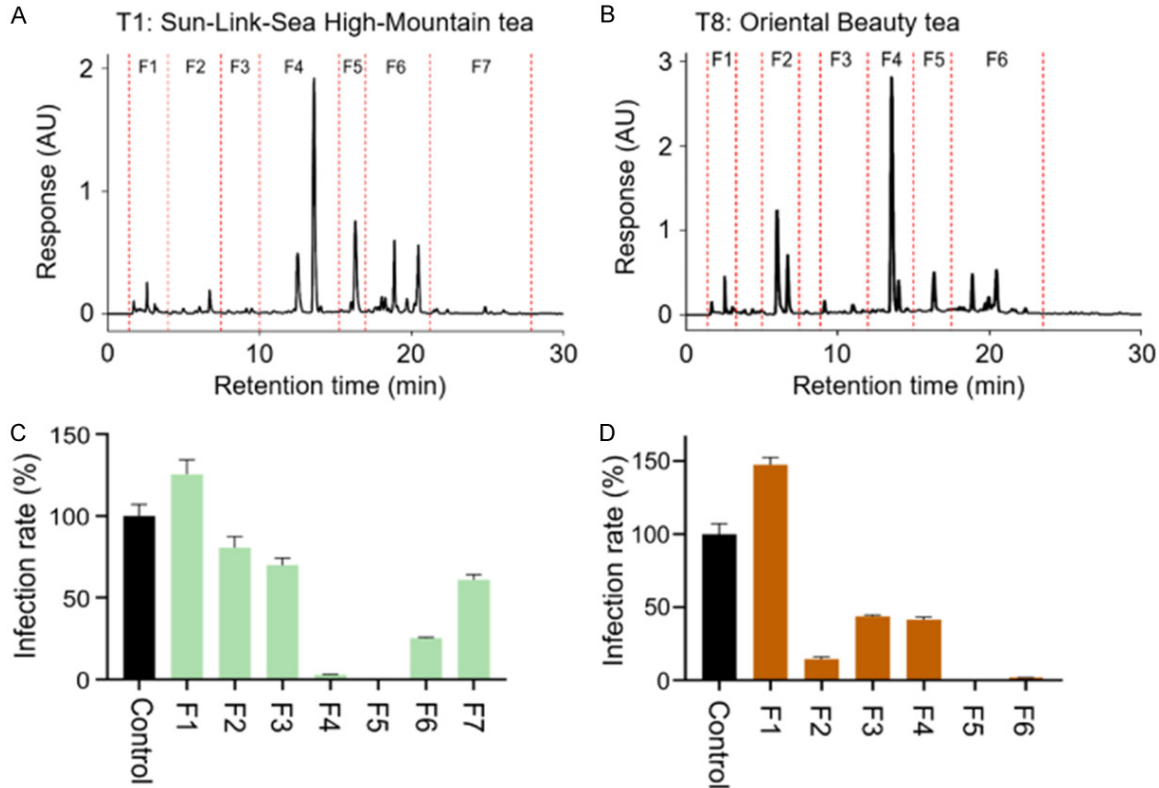 A
T1: Sun-Link-Sea High-Mountain tea
F1 F2 F3 F4 F5 F6 F7
2
1
0
Response (AU)
0 10 20 30
Retention time (min)
B
T8: Oriental Beauty tea
F1 F2 F3 F4 F5 F6
3
2
1
0
Response (AU)
0 10 20 30
Retention time (min)
C
150
100
50
0
Infection rate (%)
Control F1 F2 F3 F4 F5 F6 F7
D
150
100
50
0
Infection rate (%)
Control F1 F2 F3 F4 F5 F6